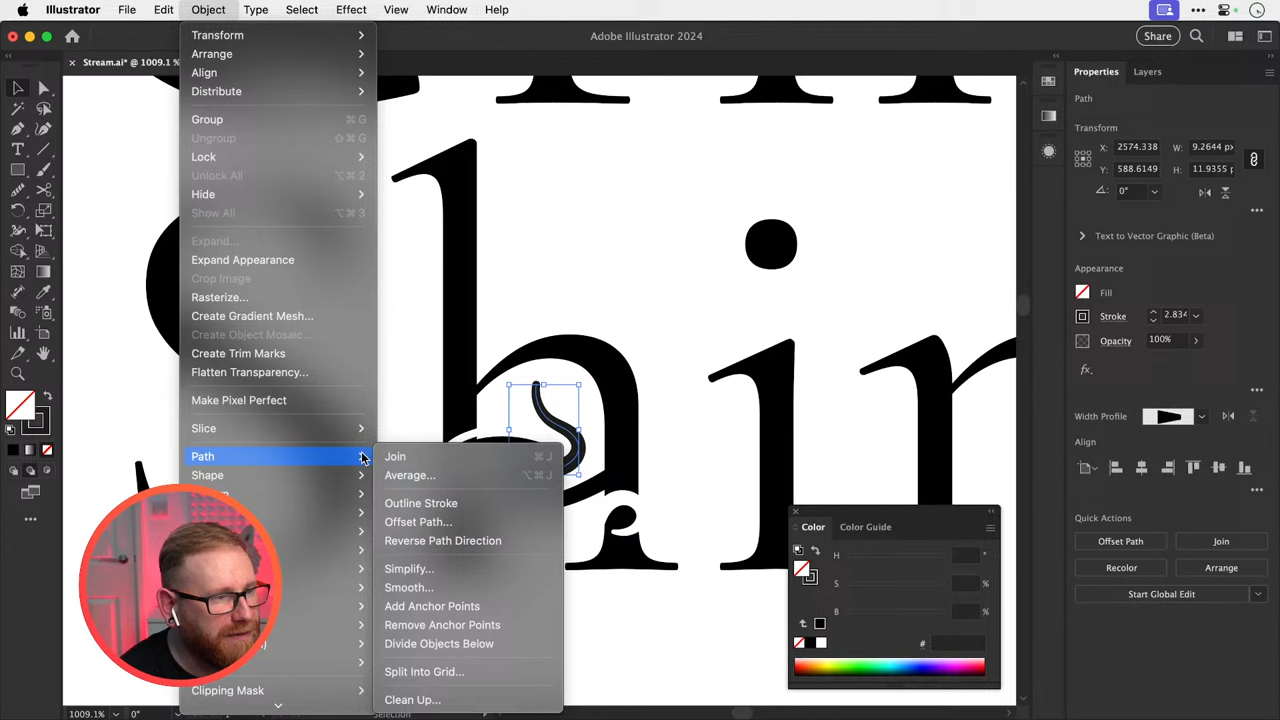 Illustrator File Edit Object Type Select Effect View Window Help
Adobe Illustrator 2024
Share
Stream.ai* @ 1009.1 %
Transform
Arrange
Align
Distribute
Group ⌘ G
Ungroup ⇧⌘ G
Lock
Unlock All ⌥⌘ 2
Hide
Show All ⌥⌘ 3
Expand...
Expand Appearance
Crop Image
Rasterize...
Create Gradient Mesh...
Create Object Mosaic...
Create Trim Marks
Flatten Transparency...
Make Pixel Perfect
Slice
Path
Shape
Clipping Mask
Join ⌘ J
Average... ⌥⌘ J
Outline Stroke
Offset Path...
Reverse Path Direction
Simplify...
Smooth...
Add Anchor Points
Remove Anchor Points
Divide Objects Below
Split Into Grid...
Clean Up...
hin
Color Color Guide
H °
S %
B %
#
Properties Layers
Path
Transform
X: 2574.338 W: 9.2644 px
Y: 588.6149 H: 11.9355 p
0°
Text to Vector Graphic (Beta)
Appearance
Fill
Stroke 2.834
Opacity 100%
fx.
Width Profile
Align
Quick Actions
Offset Path Join
Recolor Arrange
Start Global Edit
1009.1% 0° Selection